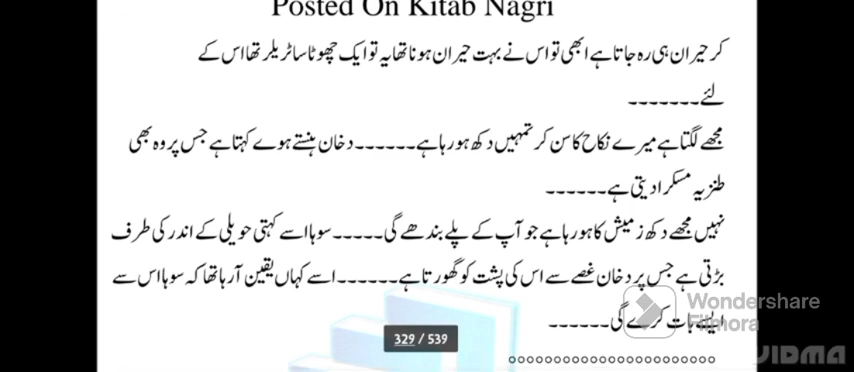 Posted On Kitab Nagri
کر حیران ہی رہ جاتا ہے ابھی تو اس نے بہت حیران ہونا تھا یہ تو ایک چھوٹا سا ٹریلر تھا اس کے
لئے۔۔۔۔۔۔۔
مجھے لگتا ہے میرے نکاح کا سن کر تمہیں دکھ ہو رہا ہے۔۔۔۔۔۔دخان ہنستے ہوے کہتا ہے جس پر وہ بھی
طنزیہ مسکرا دیتی ہے۔۔۔۔۔۔
نہیں مجھے دکھ زمیش کا ہو رہا ہے جو آپ کے پلے بندھے گی۔۔۔۔۔سوہا اسے کہتی حویلی کے اندر کی طرف
بڑتی ہے جس پر دخان غصے سے اس کی پشت کو گھورتا ہے۔۔۔۔۔۔اسے کہاں یقین آرہا تھا کہ سوہا اس سے
ایسے بات کرے گی۔۔۔۔۔۔
Wondershare
Filmora
329 / 539
VIDMA